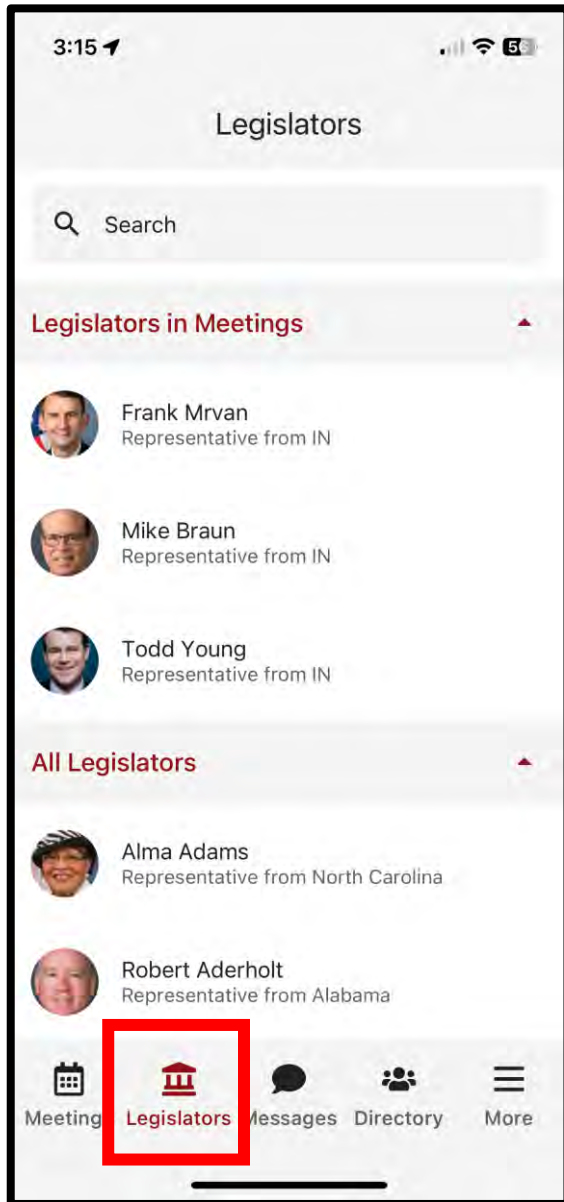 3:15
56
Legislators
Search
Legislators in Meetings
Frank Mrvan
Representative from IN
Mike Braun
Representative from IN
Todd Young
Representative from IN
All Legislators
Alma Adams
Representative from North Carolina
Robert Aderholt
Representative from Alabama
Meeting Legislators Messages Directory More